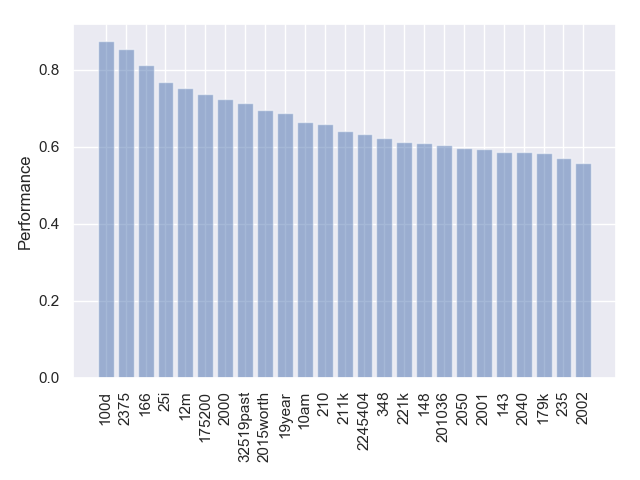 0.8
0.6
0.4
0.2
0.0
Performance
100d
2375
166
25i
12m
175200
2000
32519past
2015worth
19year
10am
210
211k
2245404
348
221k
148
201036
2050
2001
143
2040
179k
235
2002